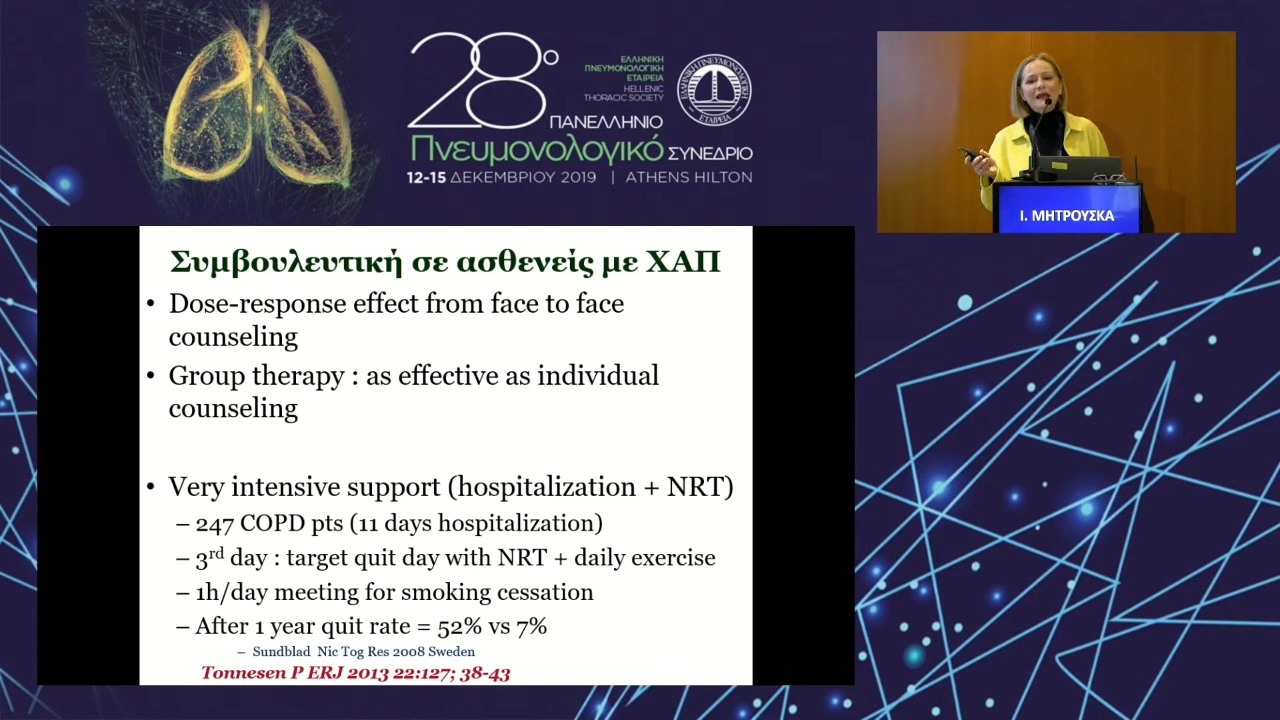 28ο
ΕΛΛΗΝΙΚΗ
ΠΝΕΥΜΟΝΟΛΟΓΙΚΗ
ΕΤΑΙΡΕΙΑ
HELLENIC
THORACIC SOCIETY
ΕΛΛΗΝΙΚΗ ΠΝΕΥΜΟΝΟΛΟΓΙΚΗ
ΕΤΑΙΡΕΙΑ
ΠΑΝΕΛΛΗΝΙΟ
Πνευμονολογικό ΣΥΝΕΔΡΙΟ
12-15 ΔΕΚΕΜΒΡΙΟΥ 2019 | ATHENS HILTON
Ι. ΜΗΤΡΟΥΣΚΑ
Συμβουλευτική σε ασθενείς με ΧΑΠ
• Dose-response effect from face to face
counseling
• Group therapy : as effective as individual
counseling
• Very intensive support (hospitalization + NRT)
– 247 COPD pts (11 days hospitalization)
– 3rd day : target quit day with NRT + daily exercise
– 1h/day meeting for smoking cessation
– After 1 year quit rate = 52% vs 7%
– Sundblad Nic Tog Res 2008 Sweden
Tonnesen P ERJ 2013 22:127; 38-43